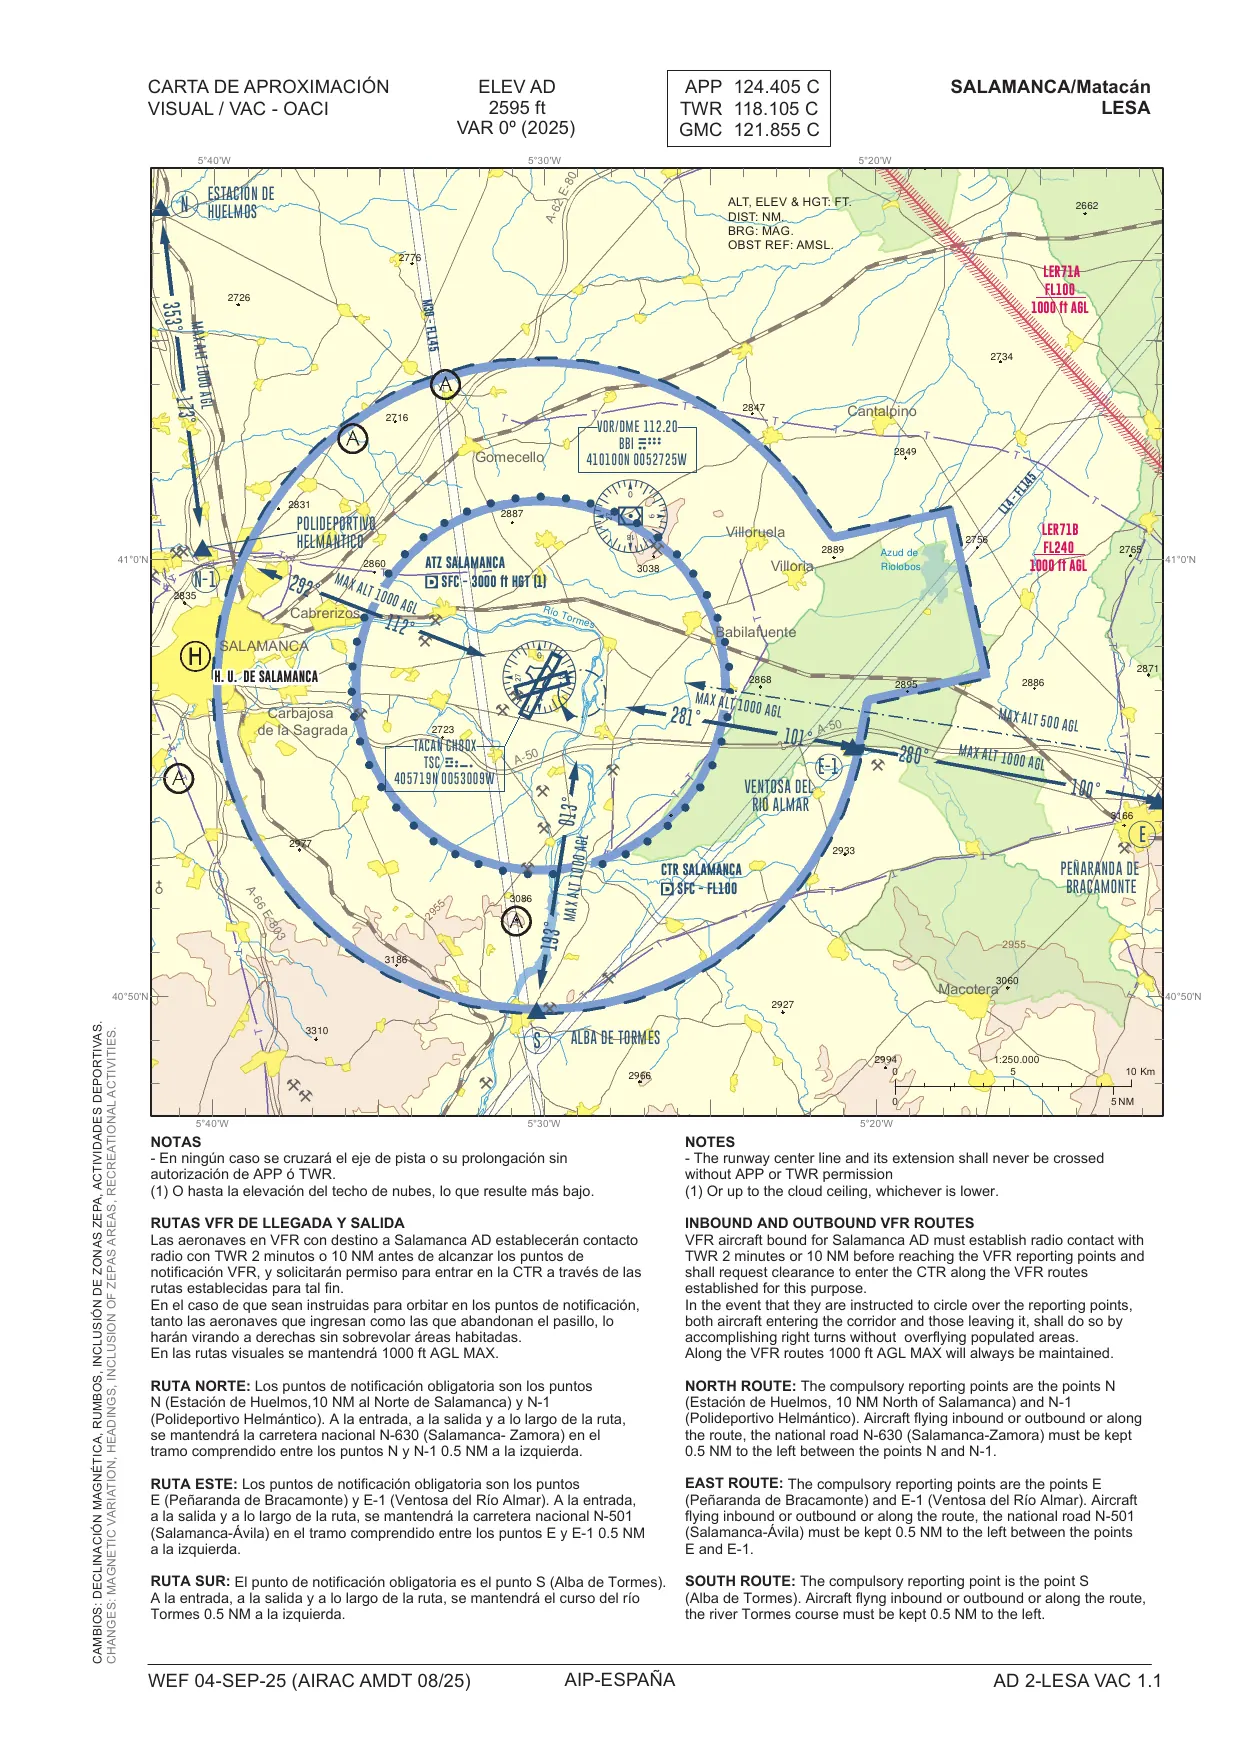 CARTA DE APROXIMACIÓN
VISUAL / VAC - OACI
ELEV AD
2595 ft
VAR 0º (2025)
APP 124.405 C
TWR 118.105 C
GMC 121.855 C
SALAMANCA/Matacán
LESA
5°40'W
5°30'W
5°20'W
N
ESTACIÓN DE
HUELMOS
A-62 E-80
ALT, ELEV & HGT: FT.
DIST: NM.
BRG: MAG.
OBST REF: AMSL.
2662
2776
LER71A
FL100
1000 ft AGL
2726
353°
MAX ALT 1000 AGL
173°
M30 - FL145
2734
A
2716
A
2847
Cantalpino
VOR/DME 112.20
BBI
410100N 0052725W
Gomecello
2849
L14 - FL145
2831
2887
POLIDEPORTIVO
HELMÁNTICO
Villoruela
LER71B
FL240
1000 ft AGL
2756
2765
41°0'N
41°0'N
2889
Azud de
Riolobos
2860
ATZ SALAMANCA
D SFC - 3000 ft HGT (1)
3038
Villoria
N-1
2835
292°
MAX ALT 1000 AGL
112°
Cabrerizos
Río Tormes
Babilafuente
SALAMANCA
H
H. U. DE SALAMANCA
2871
2868
2895
2886
MAX ALT 1000 AGL
MAX ALT 500 AGL
Carbajosa
de la Sagrada
281°
101°
A-50
2723
TACAN CH80X
TSC
405719N 0053009W
A-50
280°
MAX ALT 1000 AGL
100°
E-1
A
VENTOSA DEL
RIO ALMAR
013°
MAX ALT 1000 AGL
193°
3166
E
2977
2933
PEÑARANDA DE
BRACAMONTE
CTR SALAMANCA
D SFC - FL100
A-66 E-803
2955
3086
A
2955
3186
Macotera
3060
40°50'N
40°50'N
2927
3310
S
ALBA DE TORMES
2966
2994
1:250.000
0
5
10 Km
0
5 NM
5°40'W
5°30'W
5°20'W
NOTAS
- En ningún caso se cruzará el eje de pista o su prolongación sin
autorización de APP ó TWR.
(1) O hasta la elevación del techo de nubes, lo que resulte más bajo.
RUTAS VFR DE LLEGADA Y SALIDA
Las aeronaves en VFR con destino a Salamanca AD establecerán contacto
radio con TWR 2 minutos o 10 NM antes de alcanzar los puntos de
notificación VFR, y solicitarán permiso para entrar en la CTR a través de las
rutas establecidas para tal fin.
En el caso de que sean instruidas para orbitar en los puntos de notificación,
tanto las aeronaves que ingresan como las que abandonan el pasillo, lo
harán virando a derechas sin sobrevolar áreas habitadas.
En las rutas visuales se mantendrá 1000 ft AGL MAX.
RUTA NORTE: Los puntos de notificación obligatoria son los puntos
N (Estación de Huelmos,10 NM al Norte de Salamanca) y N-1
(Polideportivo Helmántico). A la entrada, a la salida y a lo largo de la ruta,
se mantendrá la carretera nacional N-630 (Salamanca- Zamora) en el
tramo comprendido entre los puntos N y N-1 0.5 NM a la izquierda.
RUTA ESTE: Los puntos de notificación obligatoria son los puntos
E (Peñaranda de Bracamonte) y E-1 (Ventosa del Río Almar). A la entrada,
a la salida y a lo largo de la ruta, se mantendrá la carretera nacional N-501
(Salamanca-Ávila) en el tramo comprendido entre los puntos E y E-1 0.5 NM
a la izquierda.
RUTA SUR: El punto de notificación obligatoria es el punto S (Alba de Tormes).
A la entrada, a la salida y a lo largo de la ruta, se mantendrá el curso del río
Tormes 0.5 NM a la izquierda.
NOTES
- The runway center line and its extension shall never be crossed
without APP or TWR permission
(1) Or up to the cloud ceiling, whichever is lower.
INBOUND AND OUTBOUND VFR ROUTES
VFR aircraft bound for Salamanca AD must establish radio contact with
TWR 2 minutes or 10 NM before reaching the VFR reporting points and
shall request clearance to enter the CTR along the VFR routes
established for this purpose.
In the event that they are instructed to circle over the reporting points,
both aircraft entering the corridor and those leaving it, shall do so by
accomplishing right turns without overflying populated areas.
Along the VFR routes 1000 ft AGL MAX will always be maintained.
NORTH ROUTE: The compulsory reporting points are the points N
(Estación de Huelmos, 10 NM North of Salamanca) and N-1
(Polideportivo Helmántico). Aircraft flying inbound or outbound or along
the route, the national road N-630 (Salamanca-Zamora) must be kept
0.5 NM to the left between the points N and N-1.
EAST ROUTE: The compulsory reporting points are the points E
(Peñaranda de Bracamonte) and E-1 (Ventosa del Río Almar). Aircraft
flying inbound or outbound or along the route, the national road N-501
(Salamanca-Ávila) must be kept 0.5 NM to the left between the points
E and E-1.
SOUTH ROUTE: The compulsory reporting point is the point S
(Alba de Tormes). Aircraft flyng inbound or outbound or along the route,
the river Tormes course must be kept 0.5 NM to the left.
CAMBIOS: DECLINACIÓN MAGNÉTICA, RUMBOS, INCLUSIÓN DE ZONAS ZEPA, ACTIVIDADES DEPORTIVAS.
CHANGES: MAGNETIC VARIATION, HEADINGS, INCLUSION OF ZEPAS AREAS, RECREATIONAL ACTIVITIES.
WEF 04-SEP-25 (AIRAC AMDT 08/25)
AIP-ESPAÑA
AD 2-LESA VAC 1.1